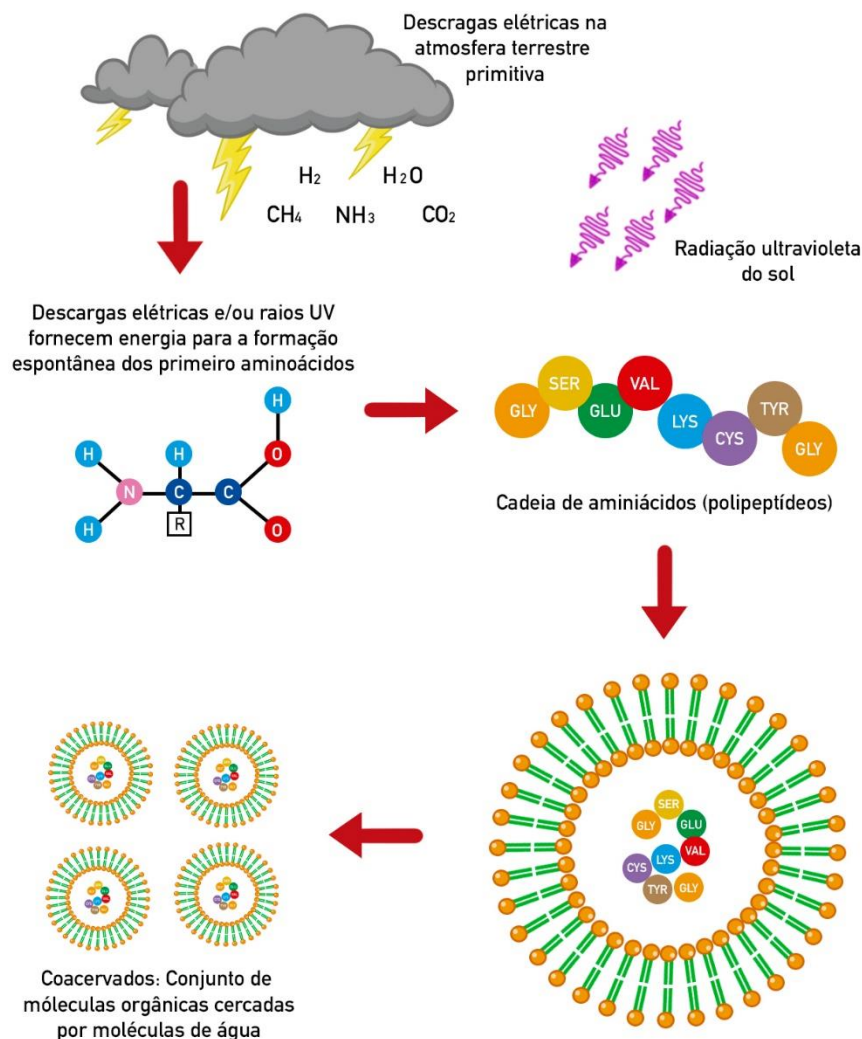 Descragas elétricas na
atmosfera terrestre
primitiva
H₂ H₂O
CH₄ NH₃ CO₂
Radiação ultravioleta
do sol
Descargas elétricas e/ou raios UV
fornecem energia para a formação
espontânea dos primeiro aminoácidos
H
H H O
N C C
H R O
GLY SER GLU VAL LYS CYS TYR GLY
Cadeia de aminiácidos (polipeptídeos)
SER
GLY GLU
CYS LYS VAL
TYR GLY
Coacervados: Conjunto de
móleculas orgânicas cercadas
por moléculas de água